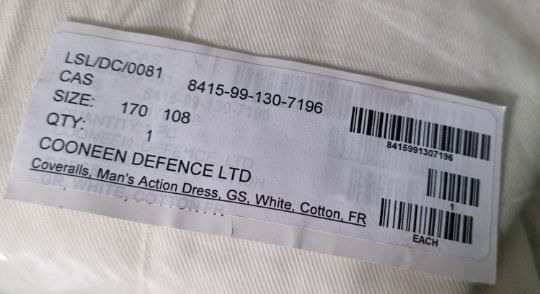 LSL/DC/0081
CAS 8415-99-130-7196
SIZE: 170 108
QTY: 1
COONEEN DEFENCE LTD
Coveralls, Man's Action Dress, GS, White, Cotton, FR
8415991307196
1
EACH